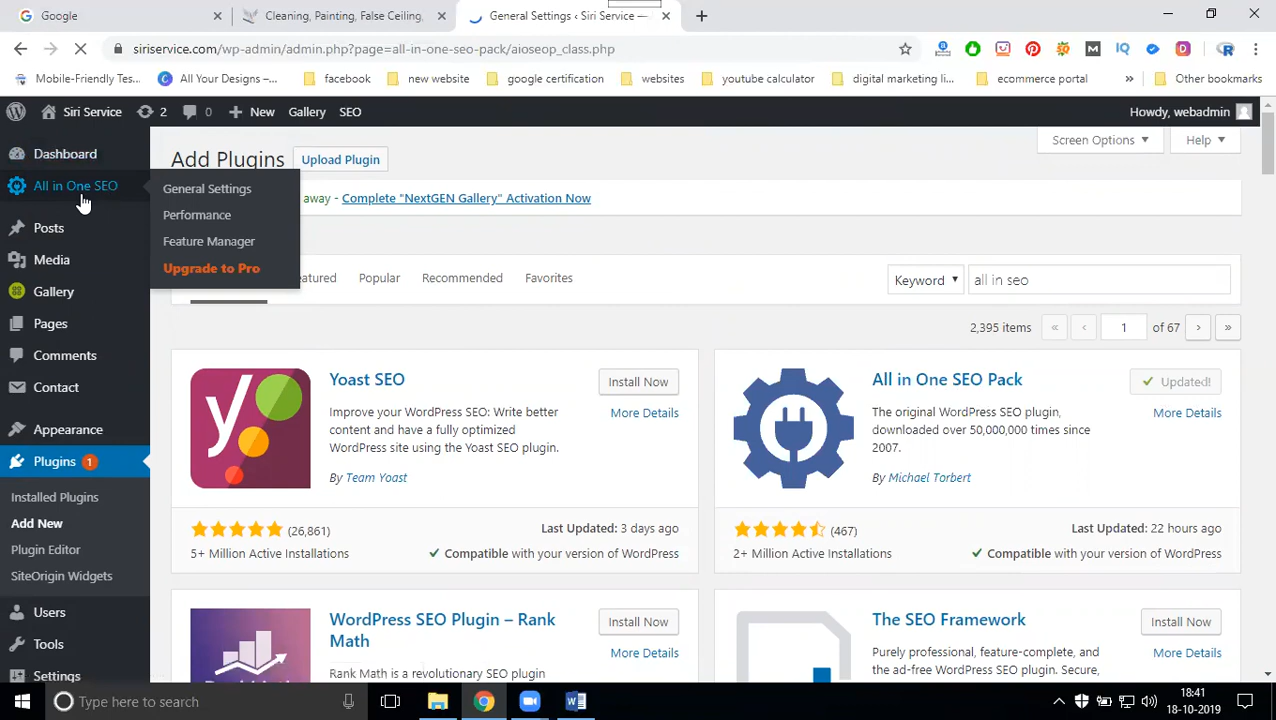 Google
Cleaning, Painting, False Ceiling,
General Settings ‹ Siri Service —
siriservice.com/wp-admin/admin.php?page=all-in-one-seo-pack/aioseop_class.php
Mobile-Friendly Tes...
All Your Designs –...
facebook
new website
google certification
websites
youtube calculator
digital marketing li...
ecommerce portal
»
Other bookmarks
Siri Service
2
0
New
Gallery
SEO
Howdy, webadmin
Dashboard
All in One SEO
Posts
Media
Gallery
Pages
Comments
Contact
Appearance
Plugins 1
Installed Plugins
Add New
Plugin Editor
SiteOrigin Widgets
Users
Tools
Settings
General Settings
Performance
Feature Manager
Upgrade to Pro
Add Plugins
Upload Plugin
Screen Options
Help
away - Complete "NextGEN Gallery" Activation Now
eatured
Popular
Recommended
Favorites
Keyword
all in seo
2,395 items
«
‹
1
of 67
›
»
Yoast SEO
Install Now
More Details
Improve your WordPress SEO: Write better
content and have a fully optimized
WordPress site using the Yoast SEO plugin.
By Team Yoast
(26,861)
Last Updated: 3 days ago
5+ Million Active Installations
Compatible with your version of WordPress
All in One SEO Pack
Updated!
More Details
The original WordPress SEO plugin,
downloaded over 50,000,000 times since
2007.
By Michael Torbert
(467)
Last Updated: 22 hours ago
2+ Million Active Installations
Compatible with your version of WordPress
WordPress SEO Plugin – Rank
Math
Install Now
More Details
Rank Math is a revolutionary SEO plugin
The SEO Framework
Install Now
More Details
Purely professional, feature-complete, and
the ad-free WordPress SEO plugin. Secure,
Type here to search
18:41
18-10-2019